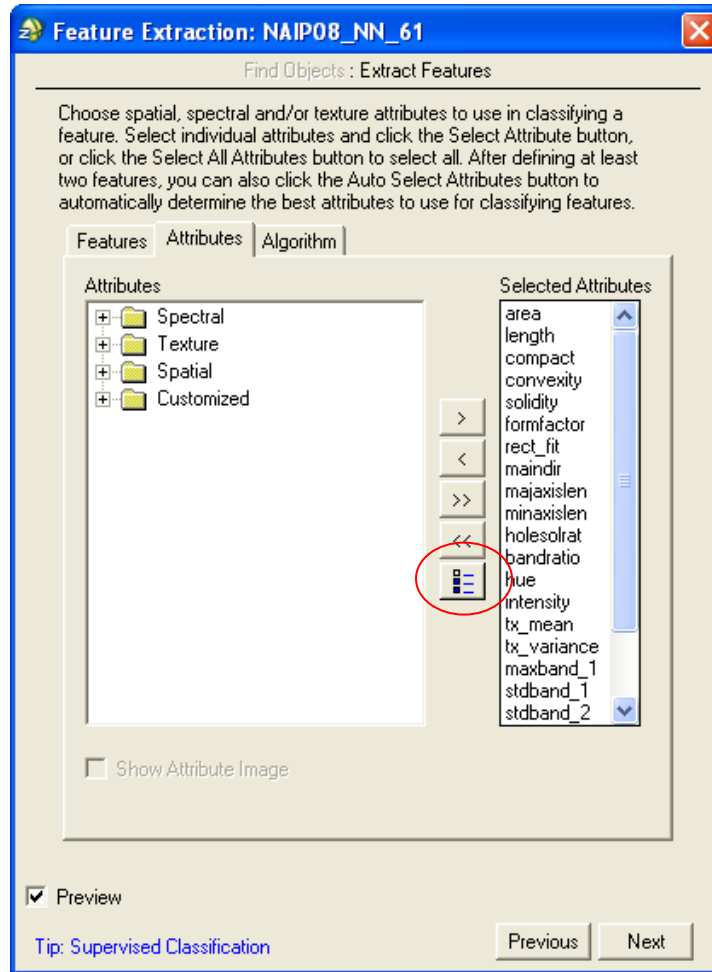 Feature Extraction: NAIP08_NN_61
Find Objects : Extract Features
Choose spatial, spectral and/or texture attributes to use in classifying a
feature. Select individual attributes and click the Select Attribute button,
or click the Select All Attributes button to select all. After defining at least
two features, you can also click the Auto Select Attributes button to
automatically determine the best attributes to use for classifying features.
Features Attributes Algorithm
Attributes
Spectral
Texture
Spatial
Customized
>
<
>>
<<
Selected Attributes
area
length
compact
convexity
solidity
formfactor
rect_fit
maindir
majaxislen
minaxislen
holesolrat
bandratio
hue
intensity
tx_mean
tx_variance
maxband_1
stdband_1
stdband_2
Show Attribute Image
Preview
Tip: Supervised Classification
Previous Next